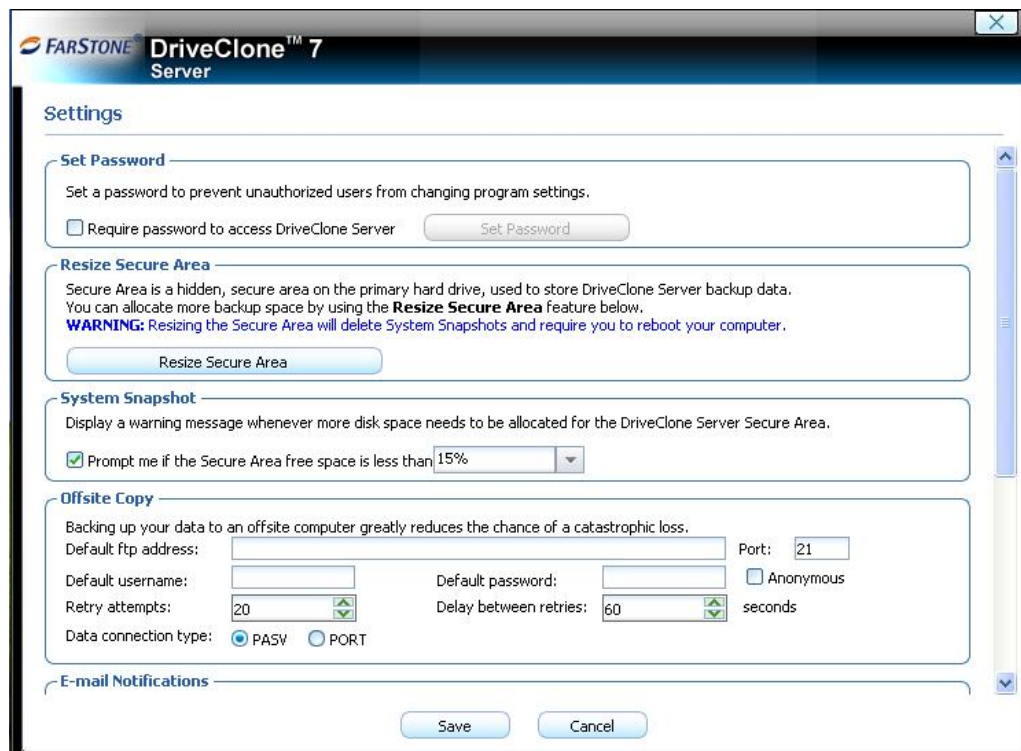 FARSTONE® DriveClone™ 7
Server
Settings
Set Password
Set a password to prevent unauthorized users from changing program settings.
Require password to access DriveClone Server
Set Password
Resize Secure Area
Secure Area is a hidden, secure area on the primary hard drive, used to store DriveClone Server backup data.
You can allocate more backup space by using the Resize Secure Area feature below.
WARNING: Resizing the Secure Area will delete System Snapshots and require you to reboot your computer.
Resize Secure Area
System Snapshot
Display a warning message whenever more disk space needs to be allocated for the DriveClone Server Secure Area.
Prompt me if the Secure Area free space is less than 15%
Offsite Copy
Backing up your data to an offsite computer greatly reduces the chance of a catastrophic loss.
Default ftp address: Port: 21
Default username: Default password: Anonymous
Retry attempts: 20 Delay between retries: 60 seconds
Data connection type: PASV PORT
E-mail Notifications
Save Cancel